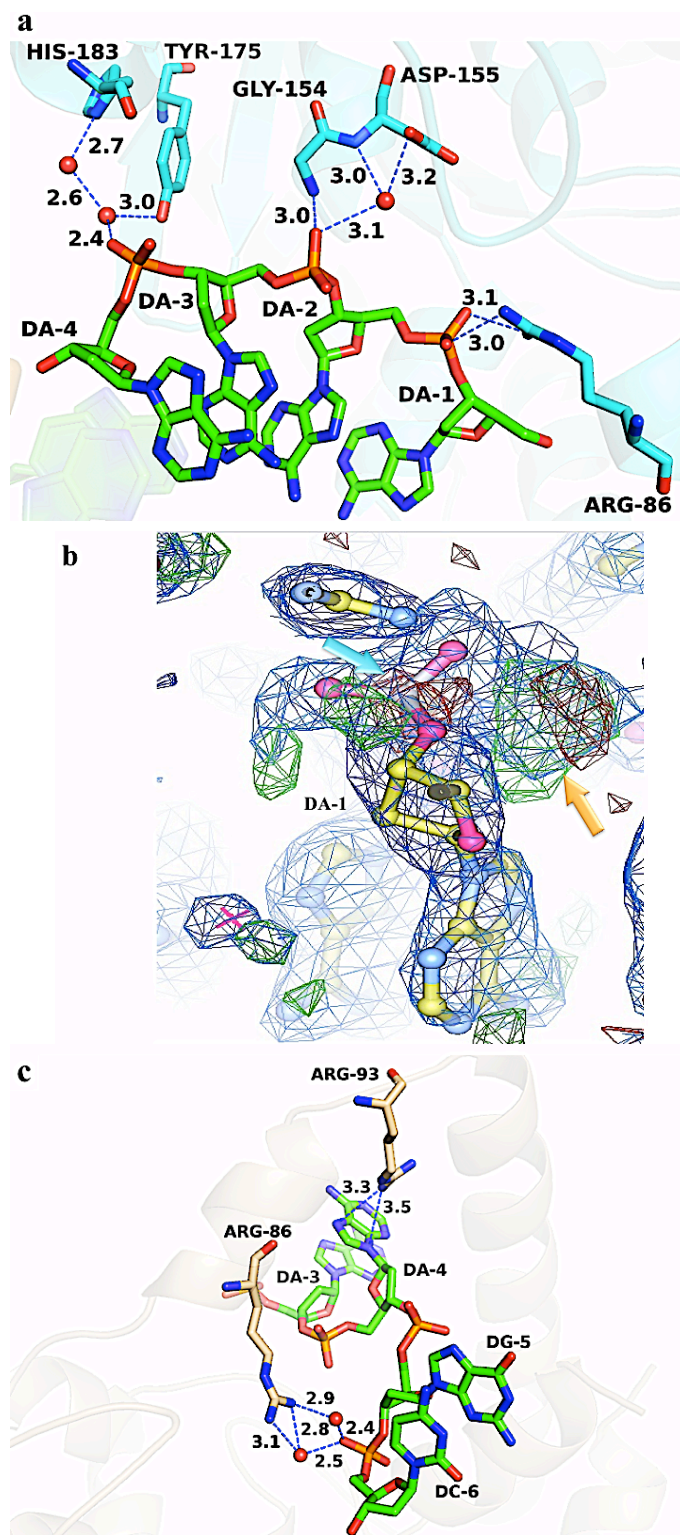 a
HIS-183 TYR-175
GLY-154 ASP-155
2.7
3.0 3.2
2.6 3.0
3.0 3.1
2.4
DA-3 DA-2
3.1
DA-4
3.0
DA-1
ARG-86
b
DA-1
c
ARG-93
3.3
3.5
ARG-86
DA-3 DA-4
DG-5
2.9
2.8 2.4
3.1
2.5
DC-6